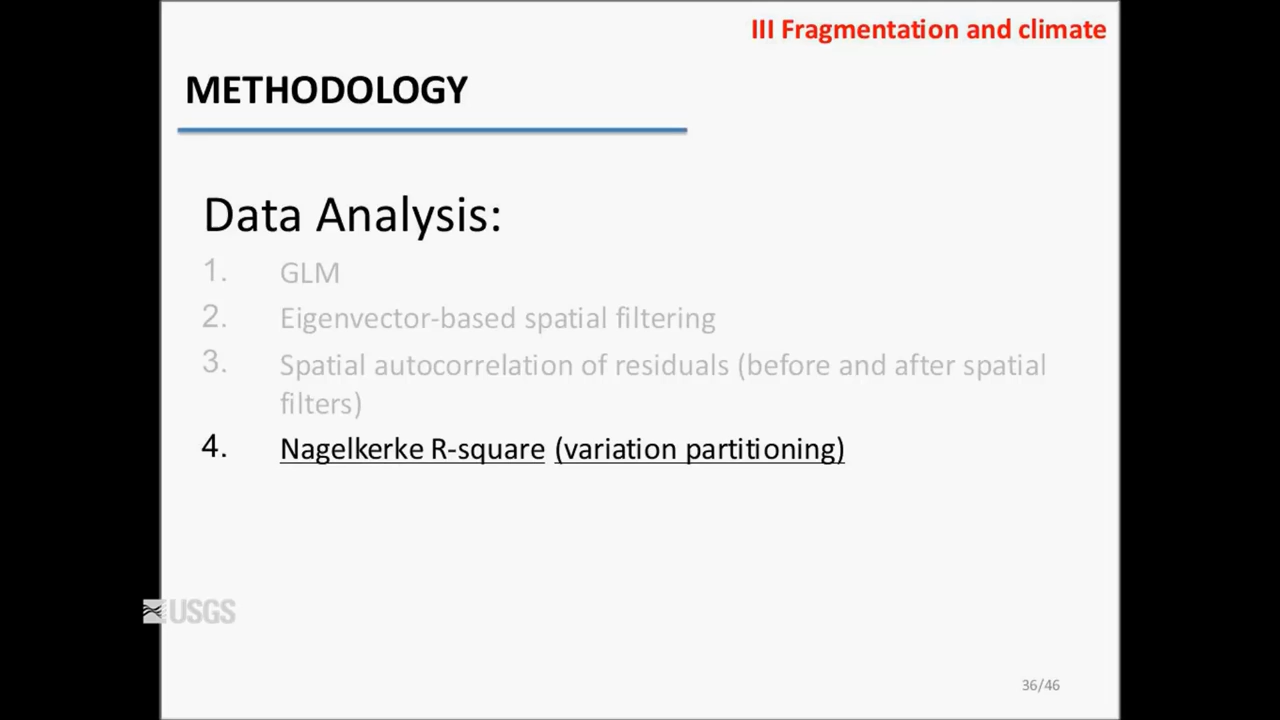 III Fragmentation and climate
METHODOLOGY
Data Analysis:
1. GLM
2. Eigenvector-based spatial filtering
3. Spatial autocorrelation of residuals (before and after spatial
filters)
4. Nagelkerke R-square (variation partitioning)
USGS
36/46